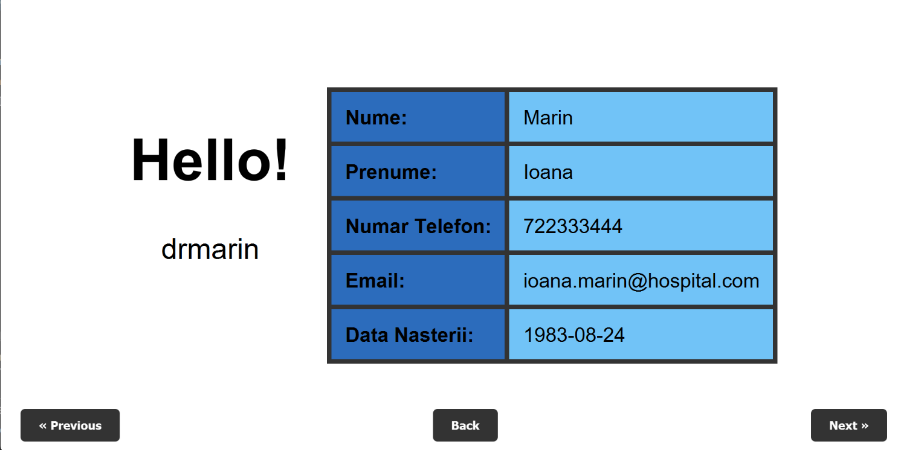 Hello!
drmarin
Nume: Marin
Prenume: Ioana
Numar Telefon: 722333444
Email: ioana.marin@hospital.com
Data Nasterii: 1983-08-24
« Previous
Back
Next »